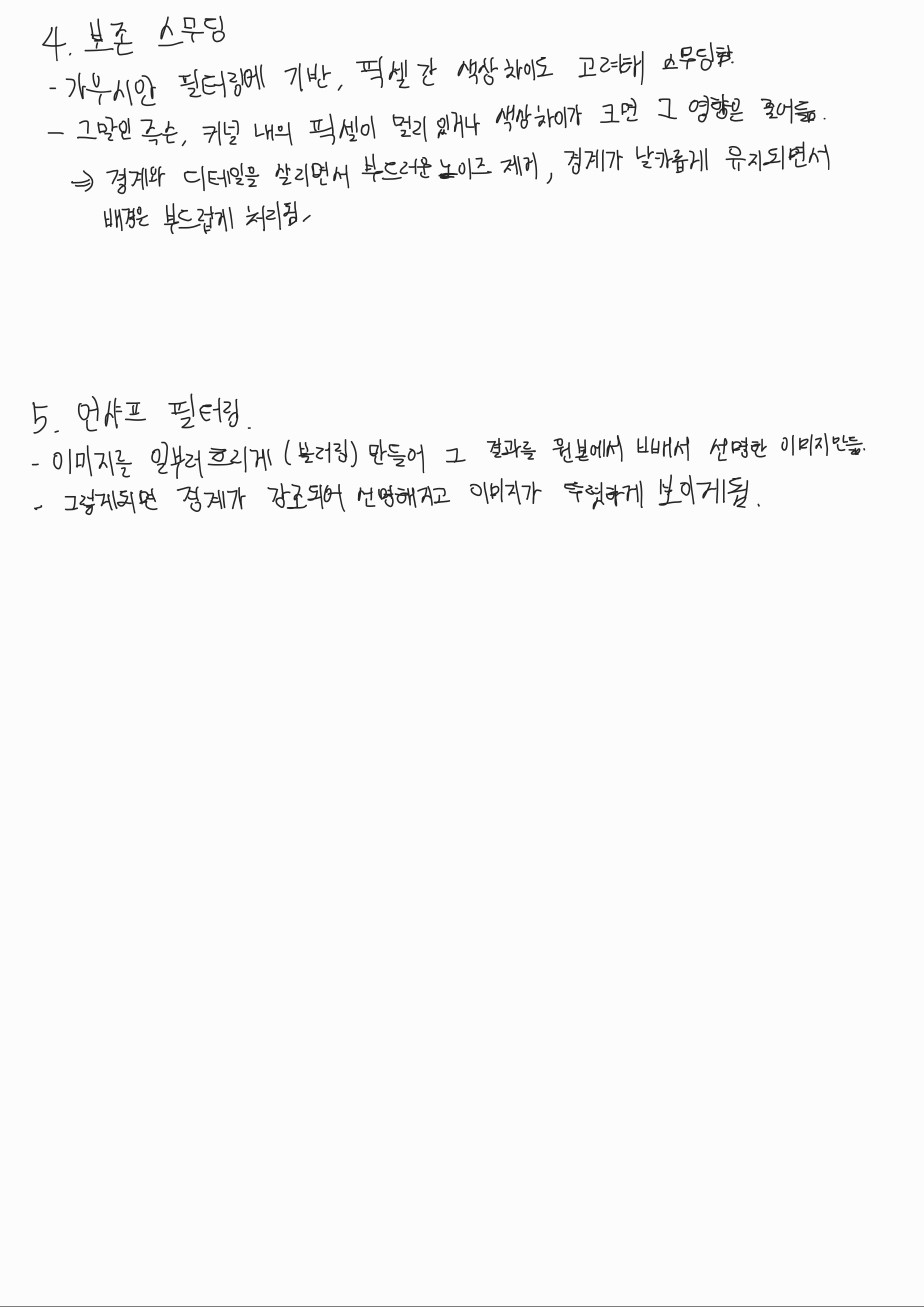 4. 보존 스무딩
- 가우시안 필터링에 기반, 픽셀 간 색상차이도 고려해 스무딩함.
- 그말인 즉슨, 커널 내의 픽셀이 멀리 있거나 색상차이가 크면 그 영향은 줄어듦.
⇒ 경계와 디테일을 살리면서 부드러운 노이즈 제거, 경계가 날카롭게 유지되면서
배경은 부드럽게 처리됨.
5. 언샤프 필터링.
- 이미지를 일부러 흐리게 (블러링) 만들어 그 결과를 원본에서 빼서 선명한 이미지만듦.
- 그렇게되면 경계가 강조되어 선명해지고 이미지가 뚜렷하게 보이게됨.